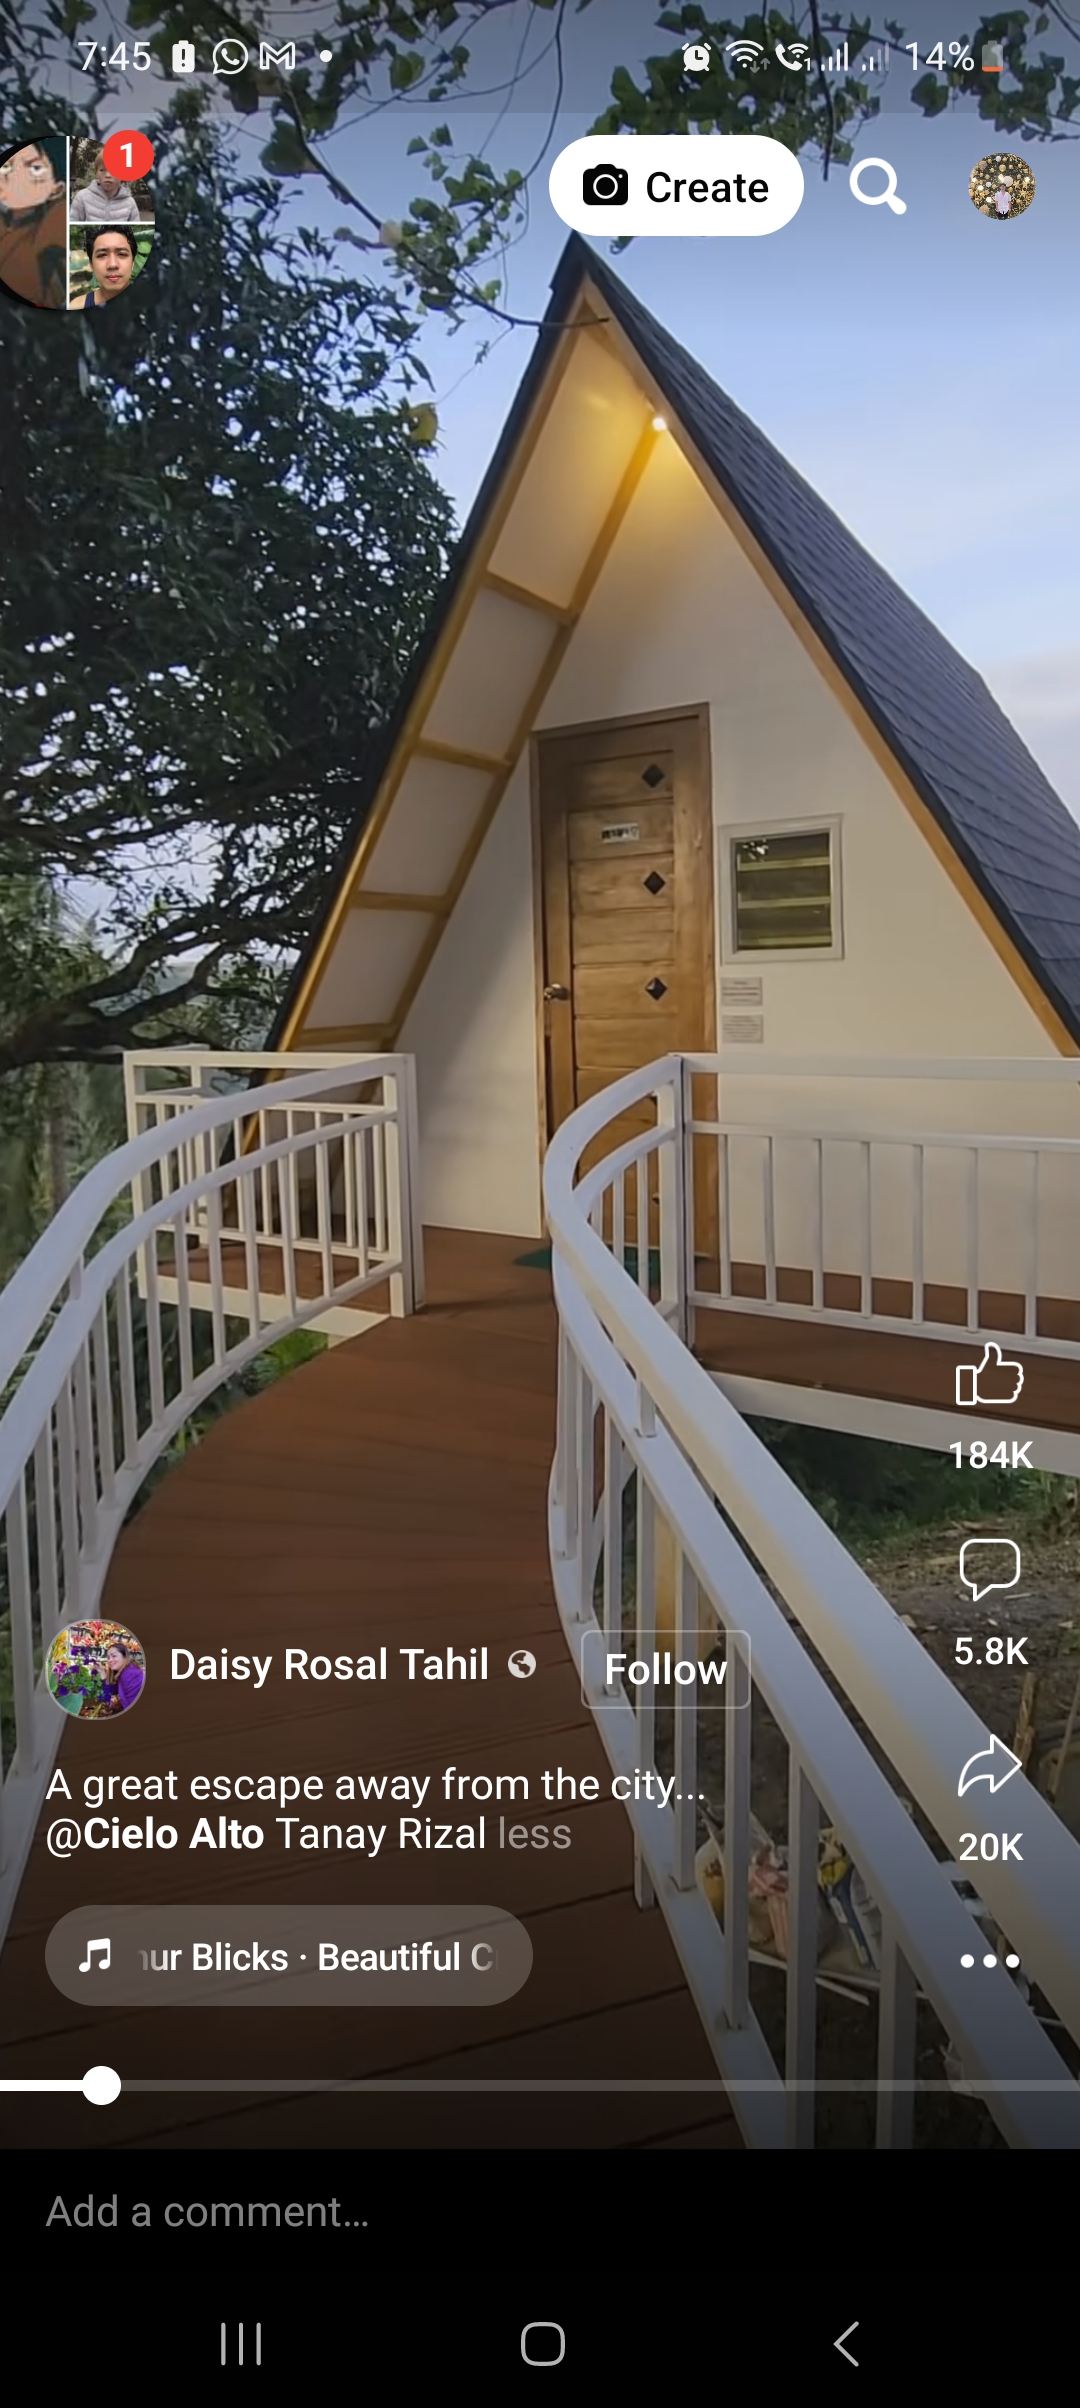 7:45
14%
1
Create
184K
5.8K
Daisy Rosal Tahil
Follow
A great escape away from the city...
@Cielo Alto Tanay Rizal less
20K
Blicks · Beautiful
Add a comment...